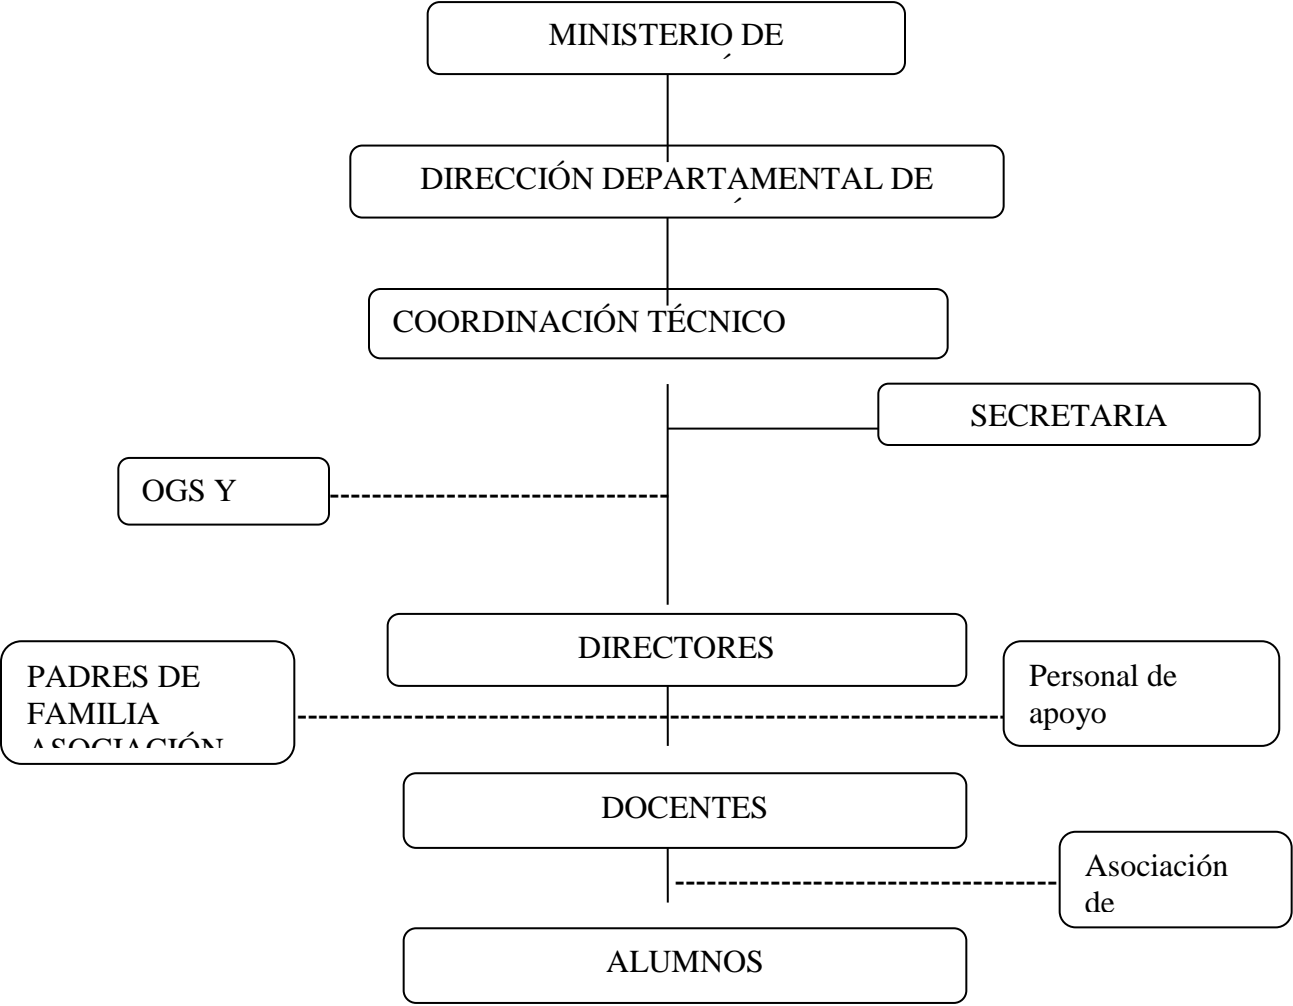 MINISTERIO DE
DIRECCIÓN DEPARTAMENTAL DE
COORDINACIÓN TÉCNICO
SECRETARIA
OGS Y
DIRECTORES
PADRES DE
FAMILIA
ASOCIACIÓN
Personal de
apoyo
DOCENTES
Asociación
de
ALUMNOS